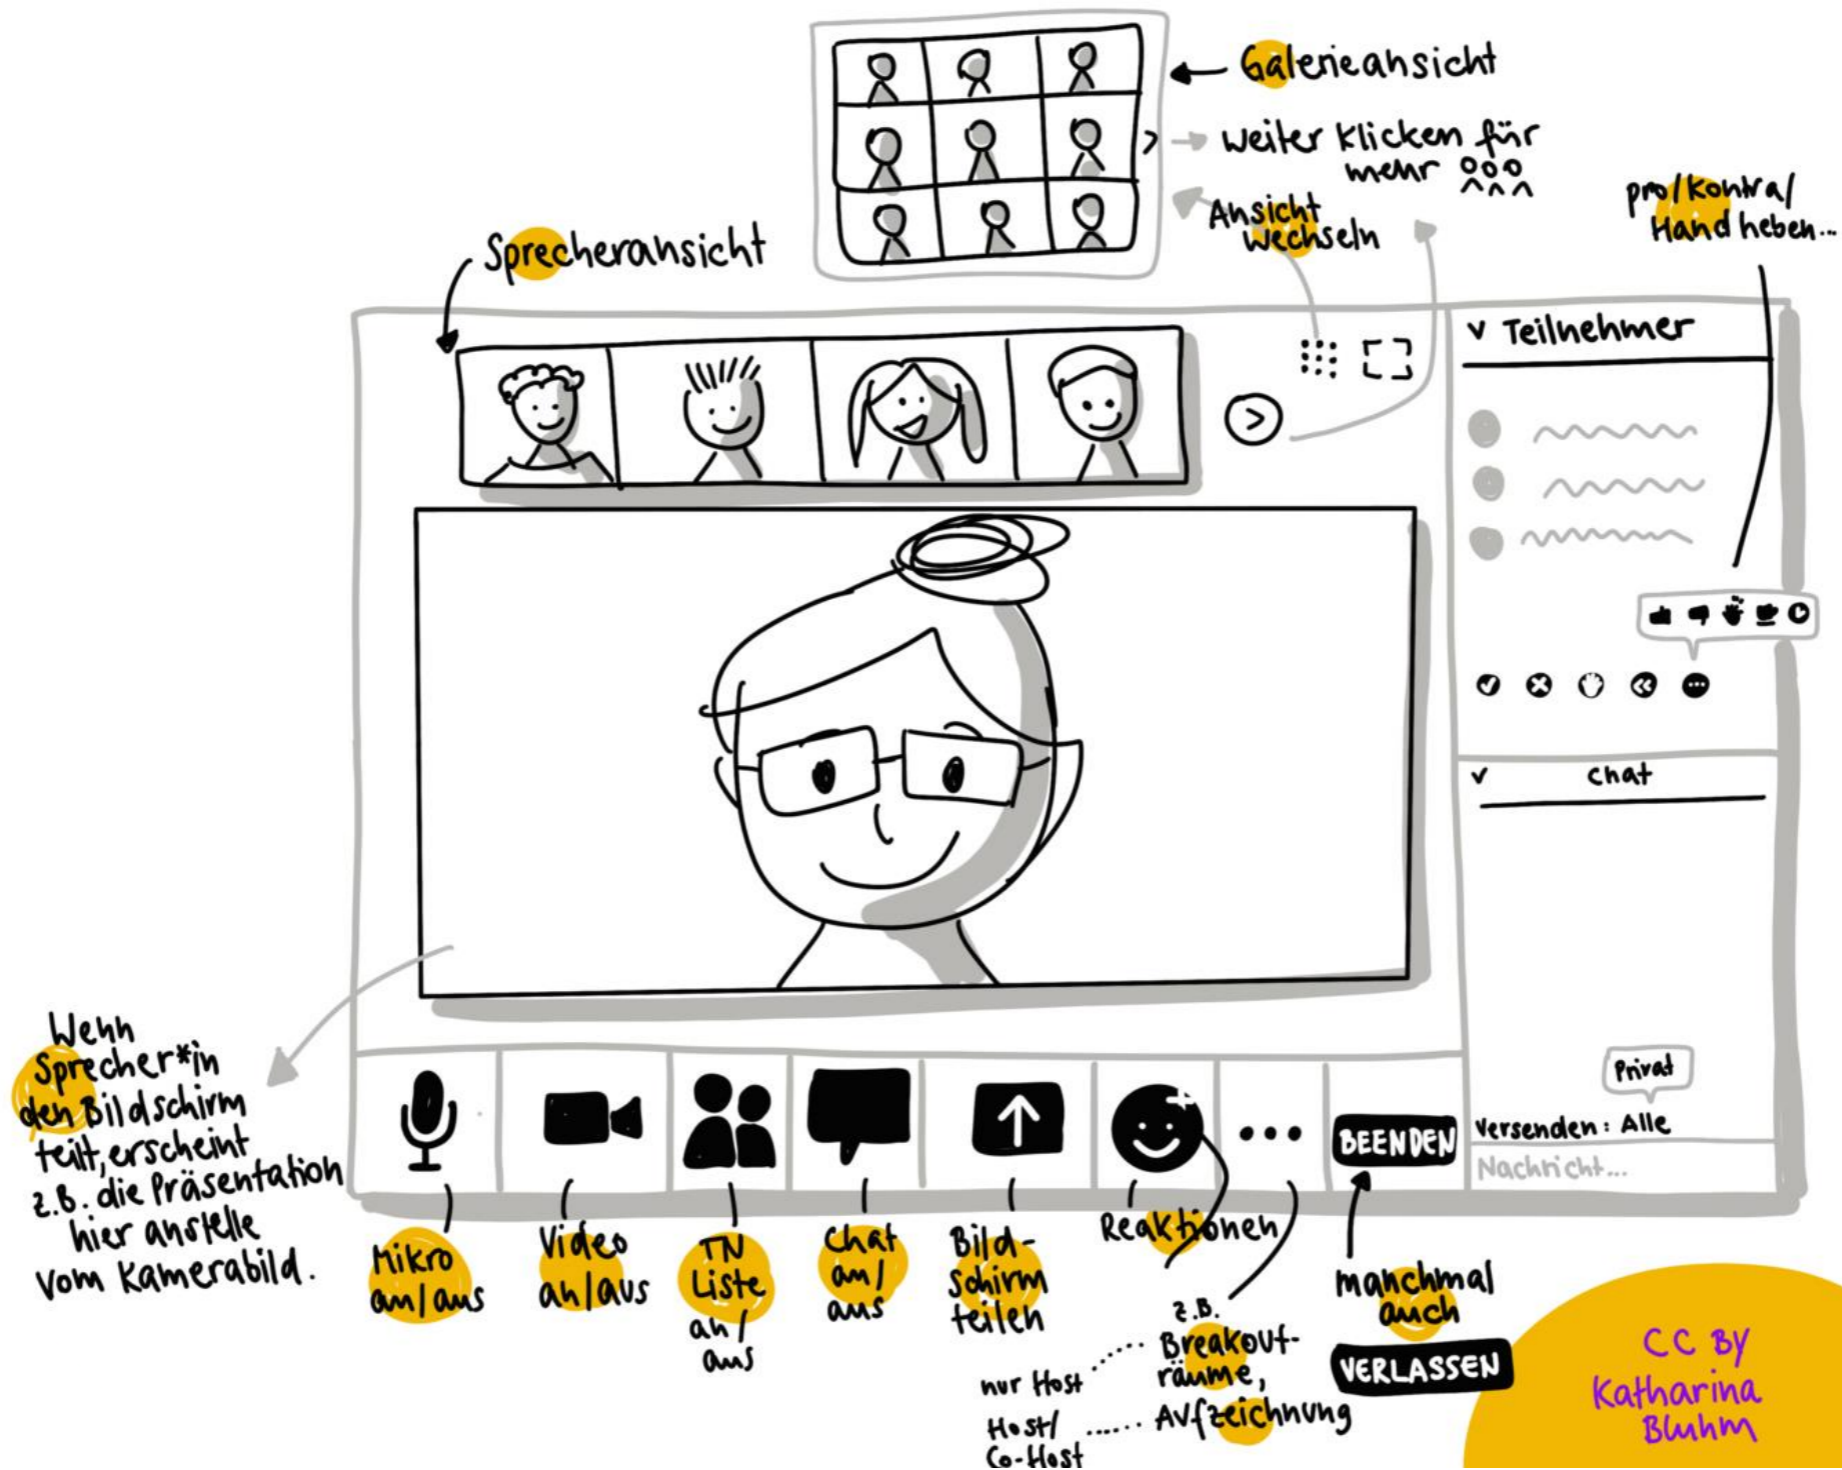 Galerieansicht
weiter klicken für
mehr
Ansicht
wechseln
pro/kontra/
Hand heben...
Sprecheransicht
v Teilnehmer
v Chat
Privat
Versenden: Alle
Nachricht...
Wenn
Sprecher*in
den Bildschirm
teilt, erscheint
z.B. die Präsentation
hier anstelle
vom Kamerabild.
BEENDEN
Mikro
an/aus
Video
an/aus
TN
Liste
an/
aus
Chat
an/
aus
Bild-
schirm
teilen
Reaktionen
z.B.
Breakout-
räume,
Aufzeichnung
nur Host
Host/
Co-Host
manchmal
auch
VERLASSEN
CC BY
Katharina
Bluhm